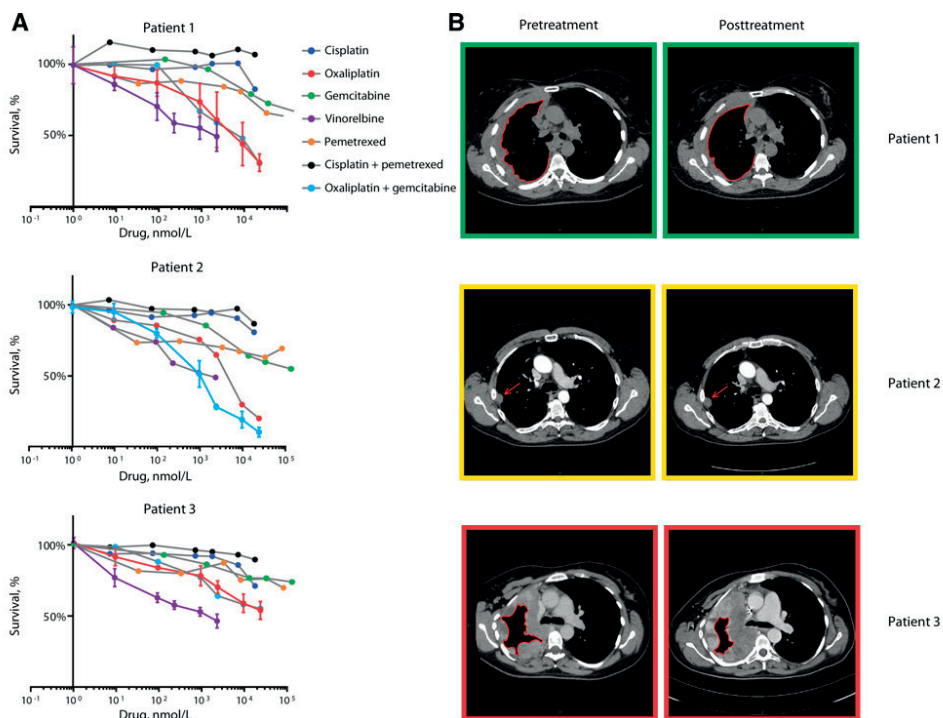 A
Patient 1
100%
50%
Survival, %
10-1 100 101 102 103 104 105
Drug, nmol/L
Cisplatin
Oxaliplatin
Gemcitabine
Vinorelbine
Pemetrexed
Cisplatin + pemetrexed
Oxaliplatin + gemcitabine
Patient 2
100%
50%
Survival, %
10-1 100 101 102 103 104 105
Drug, nmol/L
Patient 3
100%
50%
Survival, %
10-1 100 101 102 103 104 105
Drug, nmol/L
B
Pretreatment
Posttreatment
Patient 1
Patient 2
Patient 3